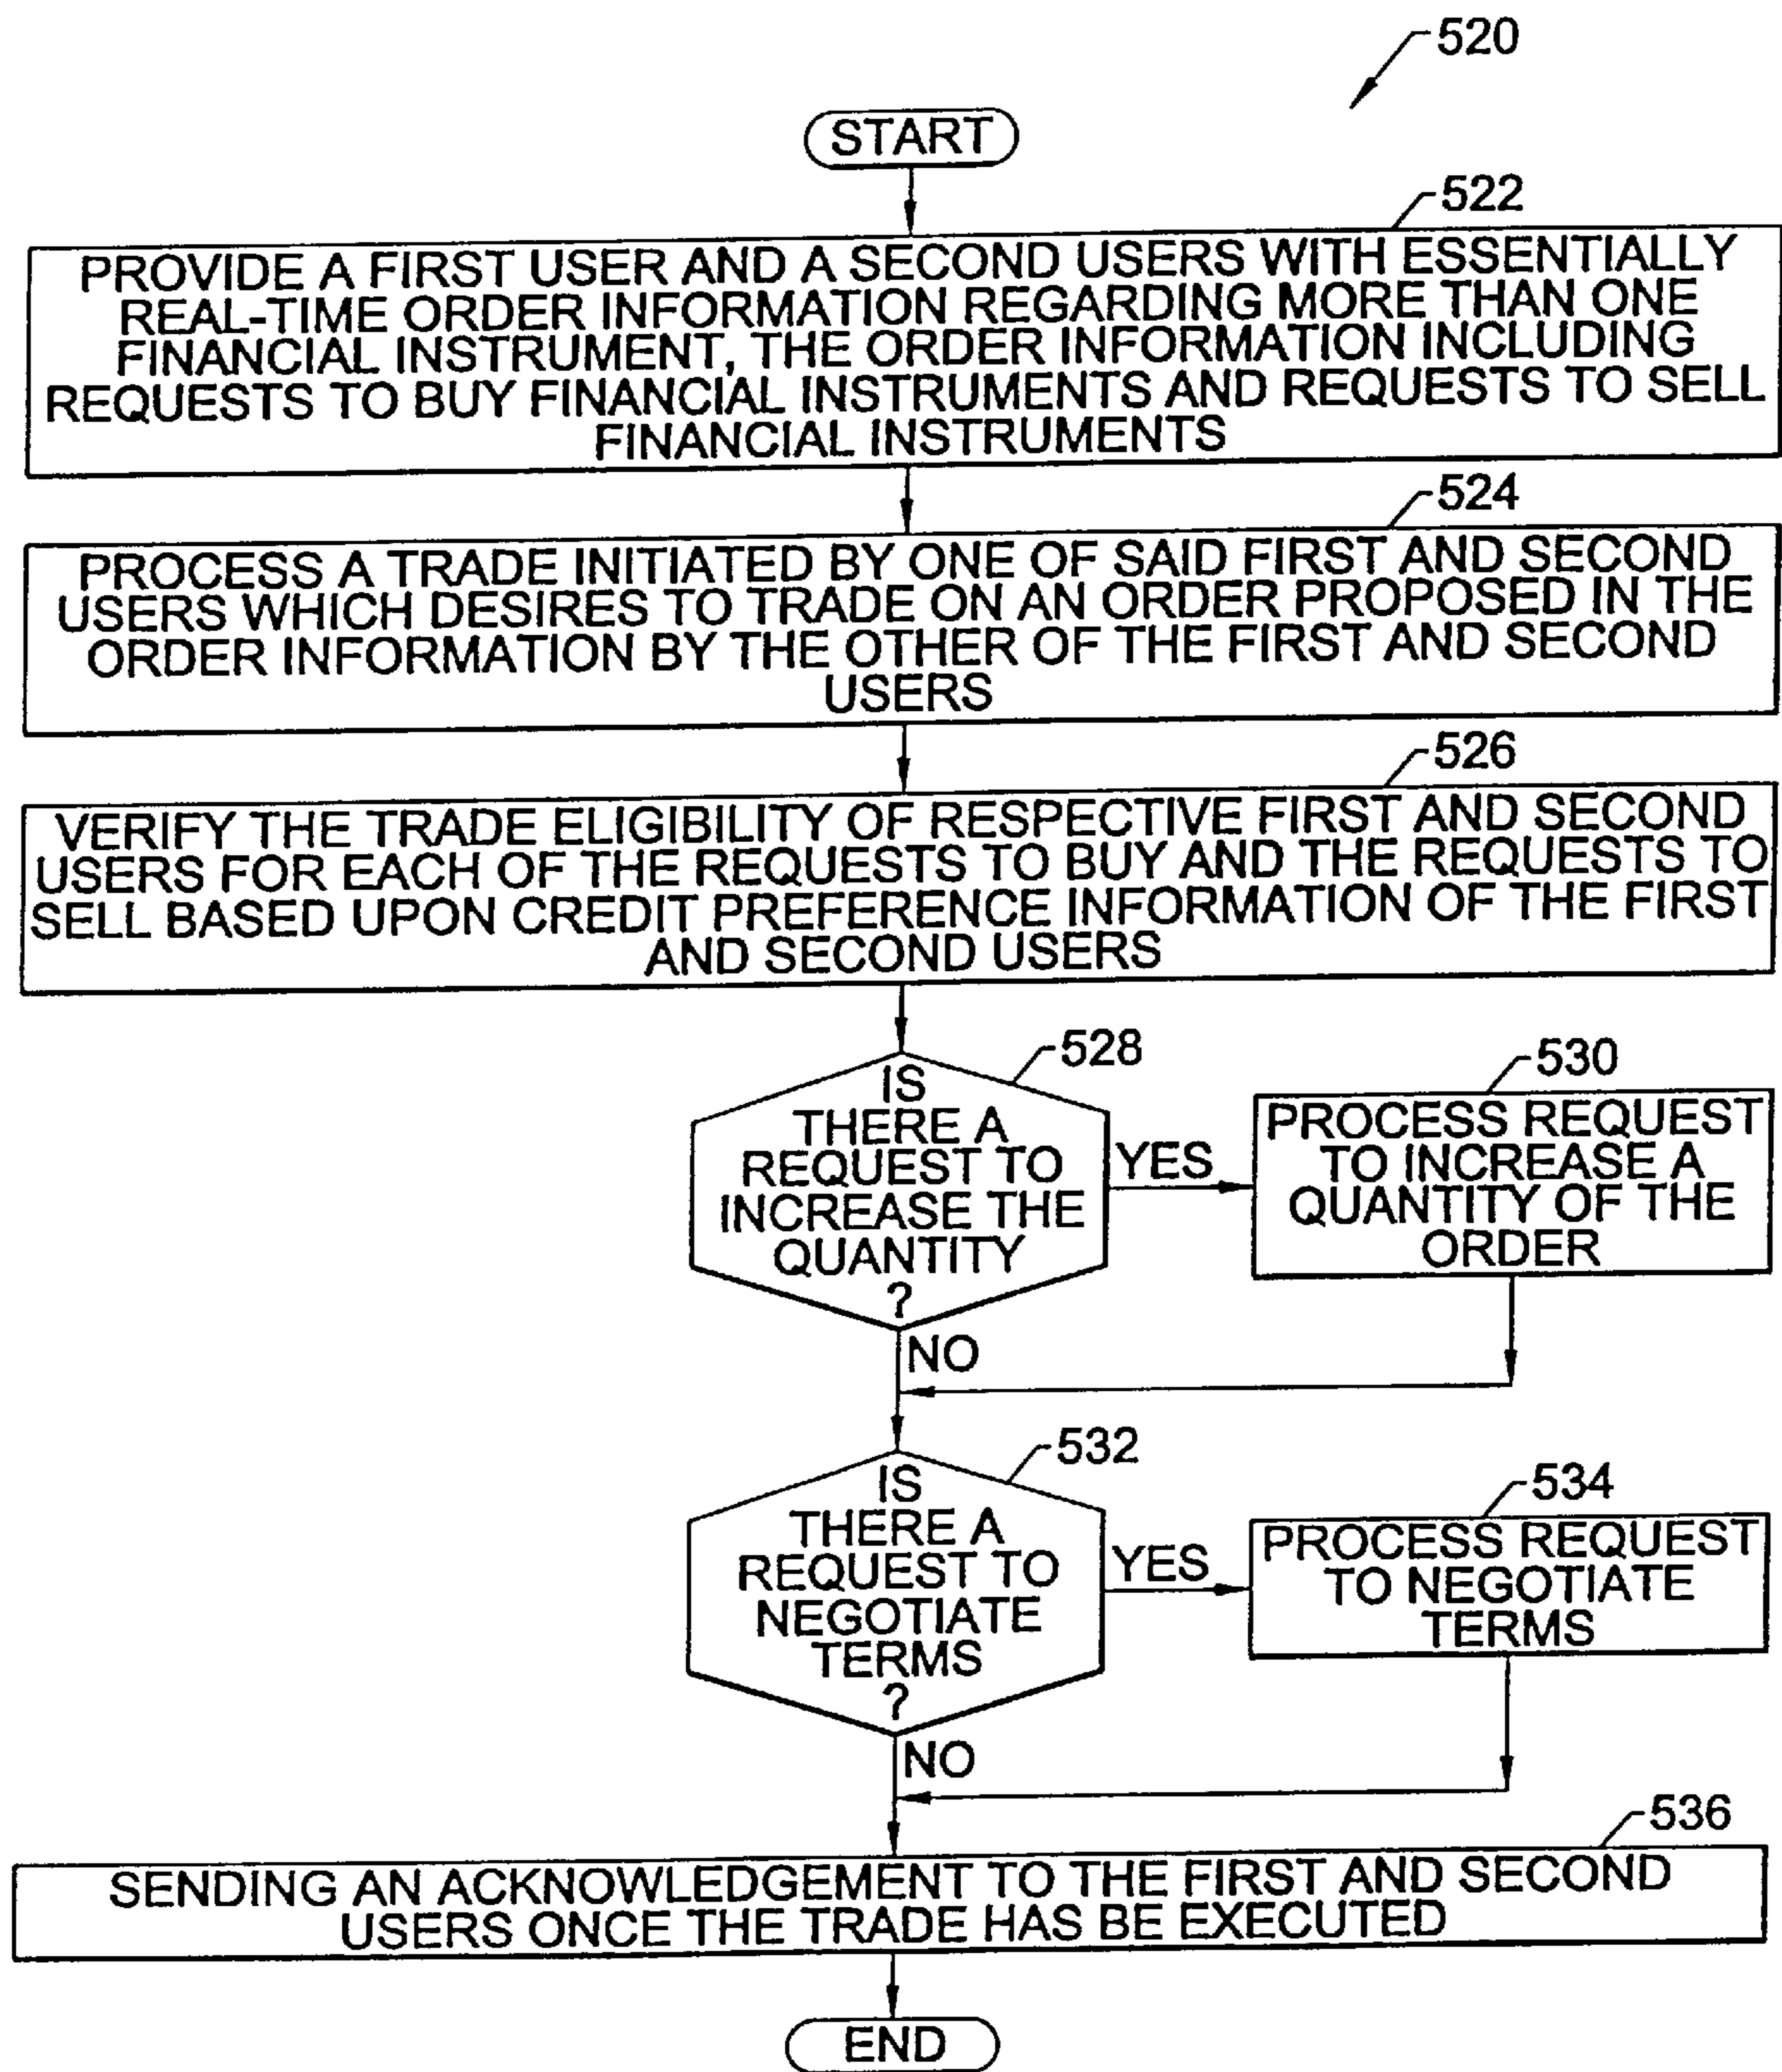 520
START
522
PROVIDE A FIRST USER AND A SECOND USERS WITH ESSENTIALLY
REAL-TIME ORDER INFORMATION REGARDING MORE THAN ONE
FINANCIAL INSTRUMENT, THE ORDER INFORMATION INCLUDING
REQUESTS TO BUY FINANCIAL INSTRUMENTS AND REQUESTS TO SELL
FINANCIAL INSTRUMENTS
524
PROCESS A TRADE INITIATED BY ONE OF SAID FIRST AND SECOND
USERS WHICH DESIRES TO TRADE ON AN ORDER PROPOSED IN THE
ORDER INFORMATION BY THE OTHER OF THE FIRST AND SECOND
USERS
526
VERIFY THE TRADE ELIGIBILITY OF RESPECTIVE FIRST AND SECOND
USERS FOR EACH OF THE REQUESTS TO BUY AND THE REQUESTS TO
SELL BASED UPON CREDIT PREFERENCE INFORMATION OF THE FIRST
AND SECOND USERS
528
IS
THERE A
REQUEST TO
INCREASE THE
QUANTITY
?
YES
530
PROCESS REQUEST
TO INCREASE A
QUANTITY OF THE
ORDER
NO
532
IS
THERE A
REQUEST TO
NEGOTIATE
TERMS
?
YES
534
PROCESS REQUEST
TO NEGOTIATE
TERMS
NO
536
SENDING AN ACKNOWLEDGEMENT TO THE FIRST AND SECOND
USERS ONCE THE TRADE HAS BE EXECUTED
END